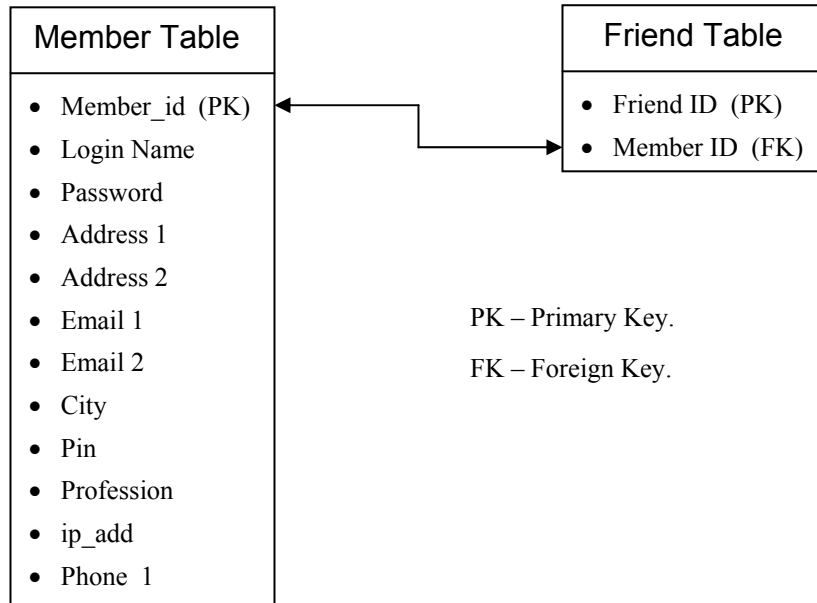 Member Table
• Member_id (PK)
• Login Name
• Password
• Address 1
• Address 2
• Email 1
• Email 2
• City
• Pin
• Profession
• ip_add
• Phone 1
Friend Table
• Friend ID (PK)
• Member ID (FK)
PK – Primary Key.
FK – Foreign Key.